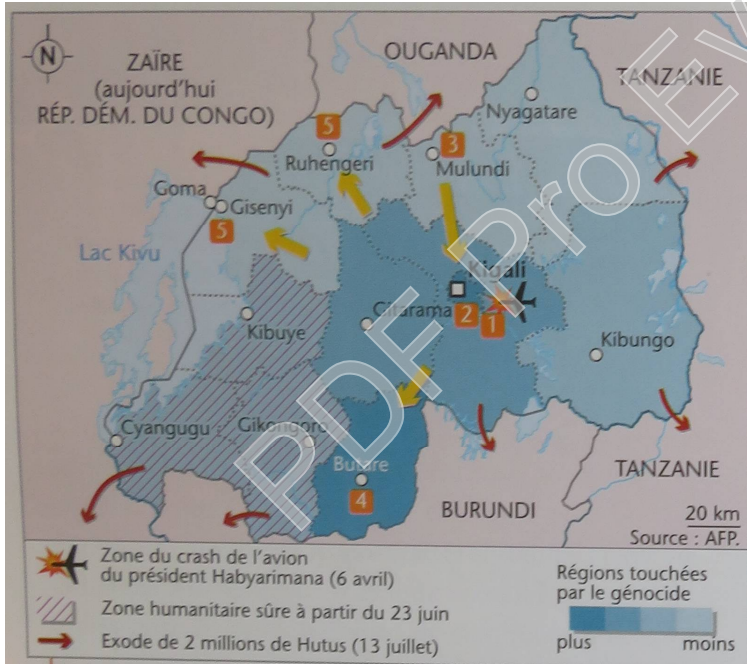 N
ZAÏRE
(aujourd'hui
RÉP. DÉM. DU CONGO)
OUGANDA
TANZANIE
Nyagatare
5
Ruhengeri
3
Mulundi
Goma
Gisenyi
5
Lac Kivu
Kigali
Gitarama
2
1
Kibuye
Kibungo
Cyangugu
Gikongoro
Butare
4
BURUNDI
TANZANIE
20 km
Source : AFP.
Zone du crash de l'avion
du président Habyarimana (6 avril)
Zone humanitaire sûre à partir du 23 juin
Exode de 2 millions de Hutus (13 juillet)
Régions touchées
par le génocide
plus moins
PDF Pro Ev